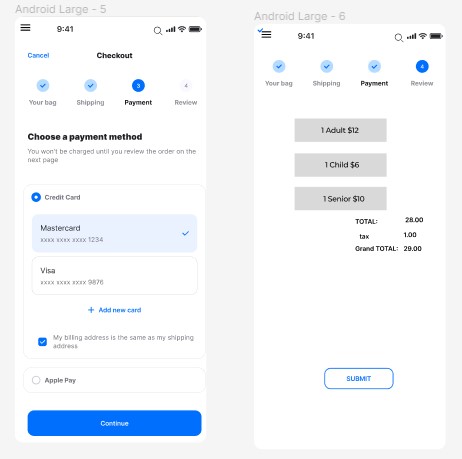 Android Large - 5
9:41
Cancel
Checkout
3
4
Your bag
Shipping
Payment
Review
Choose a payment method
You won't be charged until you review the order on the
next page
Credit Card
Mastercard
xxxx xxxx xxxx 1234
Visa
xxxx xxxx xxxx 9876
+ Add new card
My billing address is the same as my shipping
address
Apple Pay
Continue
Android Large - 6
9:41
4
Your bag
Shipping
Payment
Review
1 Adult $12
1 Child $6
1 Senior $10
TOTAL: 28.00
tax 1.00
Grand TOTAL: 29.00
SUBMIT